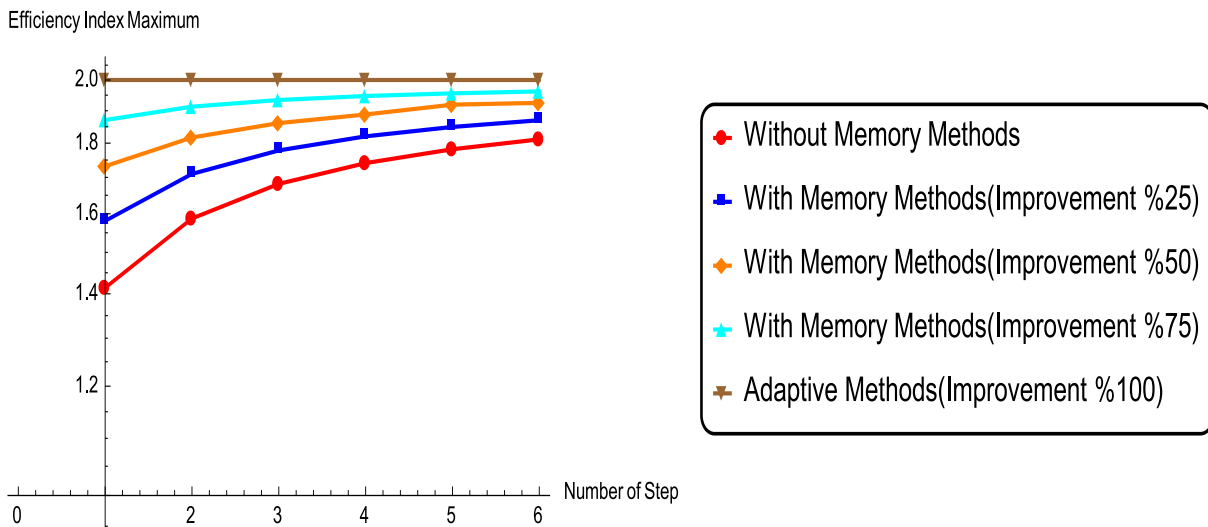 Efficiency Index Maximum
2.0
1.8
1.6
1.4
1.2
0 2 3 4 5 6
Number of Step
Without Memory Methods
With Memory Methods(Improvement %25)
With Memory Methods(Improvement %50)
With Memory Methods(Improvement %75)
Adaptive Methods(Improvement %100)